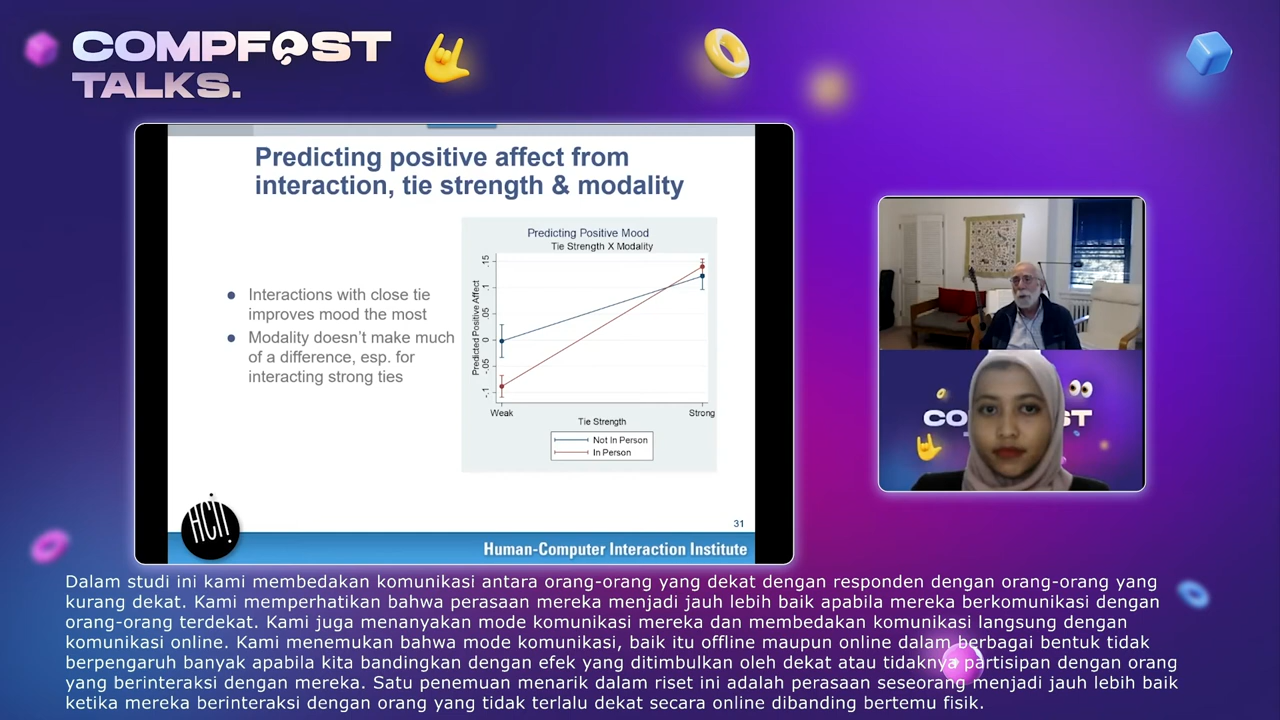 COMPFEST
TALKS.
Predicting positive affect from
interaction, tie strength & modality
Interactions with close tie
improves mood the most
Modality doesn't make much
of a difference, esp. for
interacting strong ties
Predicting Positive Mood
Tie Strength X Modality
Predicted Positive Affect
.15
.1
.05
0
-.05
-.1
Weak
Strong
Tie Strength
Not In Person
In Person
31
HCII
Human-Computer Interaction Institute
CO ST
Dalam studi ini kami membedakan komunikasi antara orang-orang yang dekat dengan responden dengan orang-orang yang
kurang dekat. Kami memperhatikan bahwa perasaan mereka menjadi jauh lebih baik apabila mereka berkomunikasi dengan
orang-orang terdekat. Kami juga menanyakan mode komunikasi mereka dan membedakan komunikasi langsung dengan
komunikasi online. Kami menemukan bahwa mode komunikasi, baik itu offline maupun online dalam berbagai bentuk tidak
berpengaruh banyak apabila kita bandingkan dengan efek yang ditimbulkan oleh dekat atau tidaknya partisipan dengan orang
yang berinteraksi dengan mereka. Satu penemuan menarik dalam riset ini adalah perasaan seseorang menjadi jauh lebih baik
ketika mereka berinteraksi dengan orang yang tidak terlalu dekat secara online dibanding bertemu fisik.